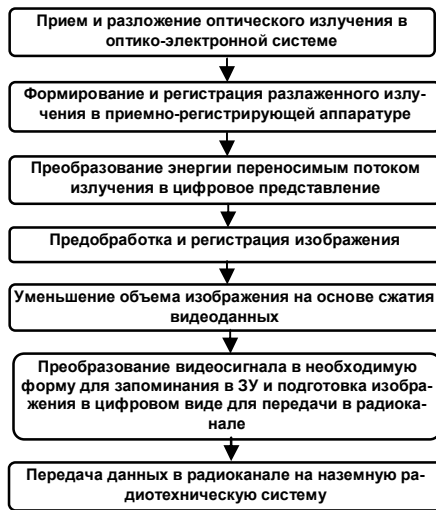 Прием и разложение оптического излучения в
оптико-электронной системе
Формирование и регистрация разлаженного излу-
чения в приемно-регистрирующей аппаратуре
Преобразование энергии переносимым потоком
излучения в цифровое представление
Предобработка и регистрация изображения
Уменьшение объема изображения на основе сжатия
видеоданных
Преобразование видеосигнала в необходимую
форму для запоминания в ЗУ и подготовка изобра-
жения в цифровом виде для передачи в радиока-
нале
Передача данных в радиоканале на наземную ра-
диотехническую систему